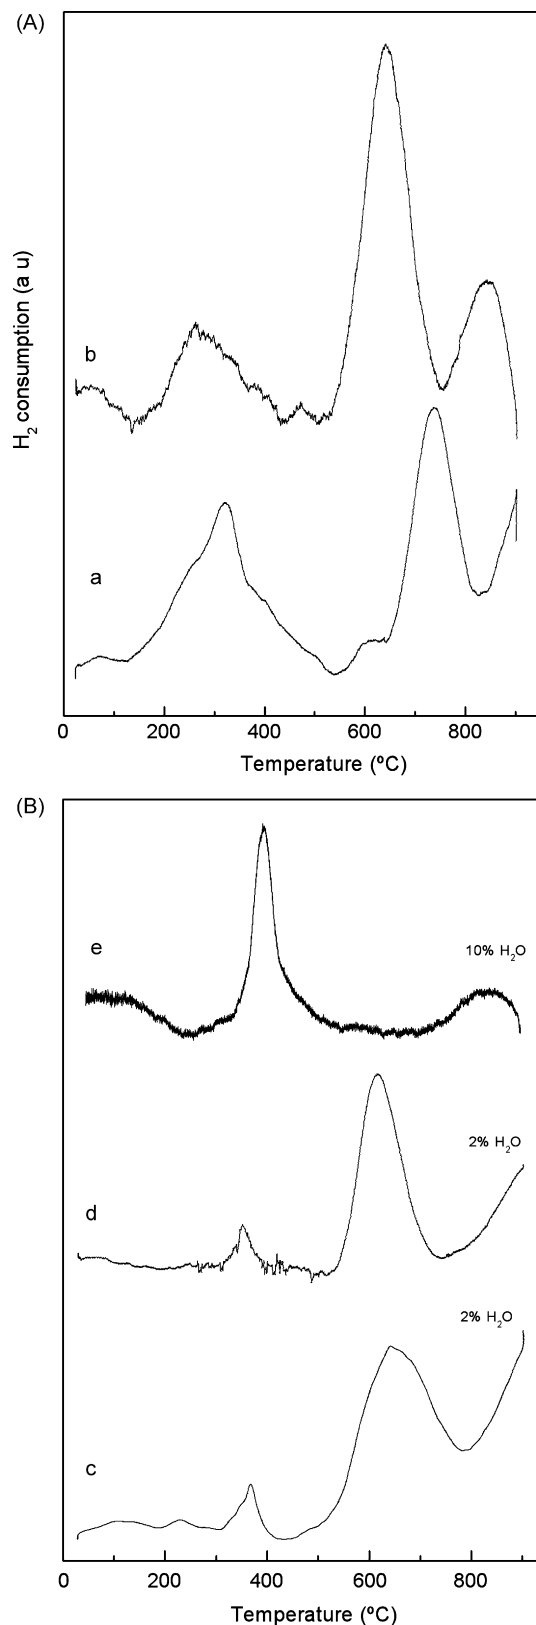 (A)
H₂ consumption (a u)
b
a
0 200 400 600 800
Temperature (ºC)
(B)
e
10% H₂O
2% H₂O
d
2% H₂O
c
0 200 400 600 800
Temperature (ºC)